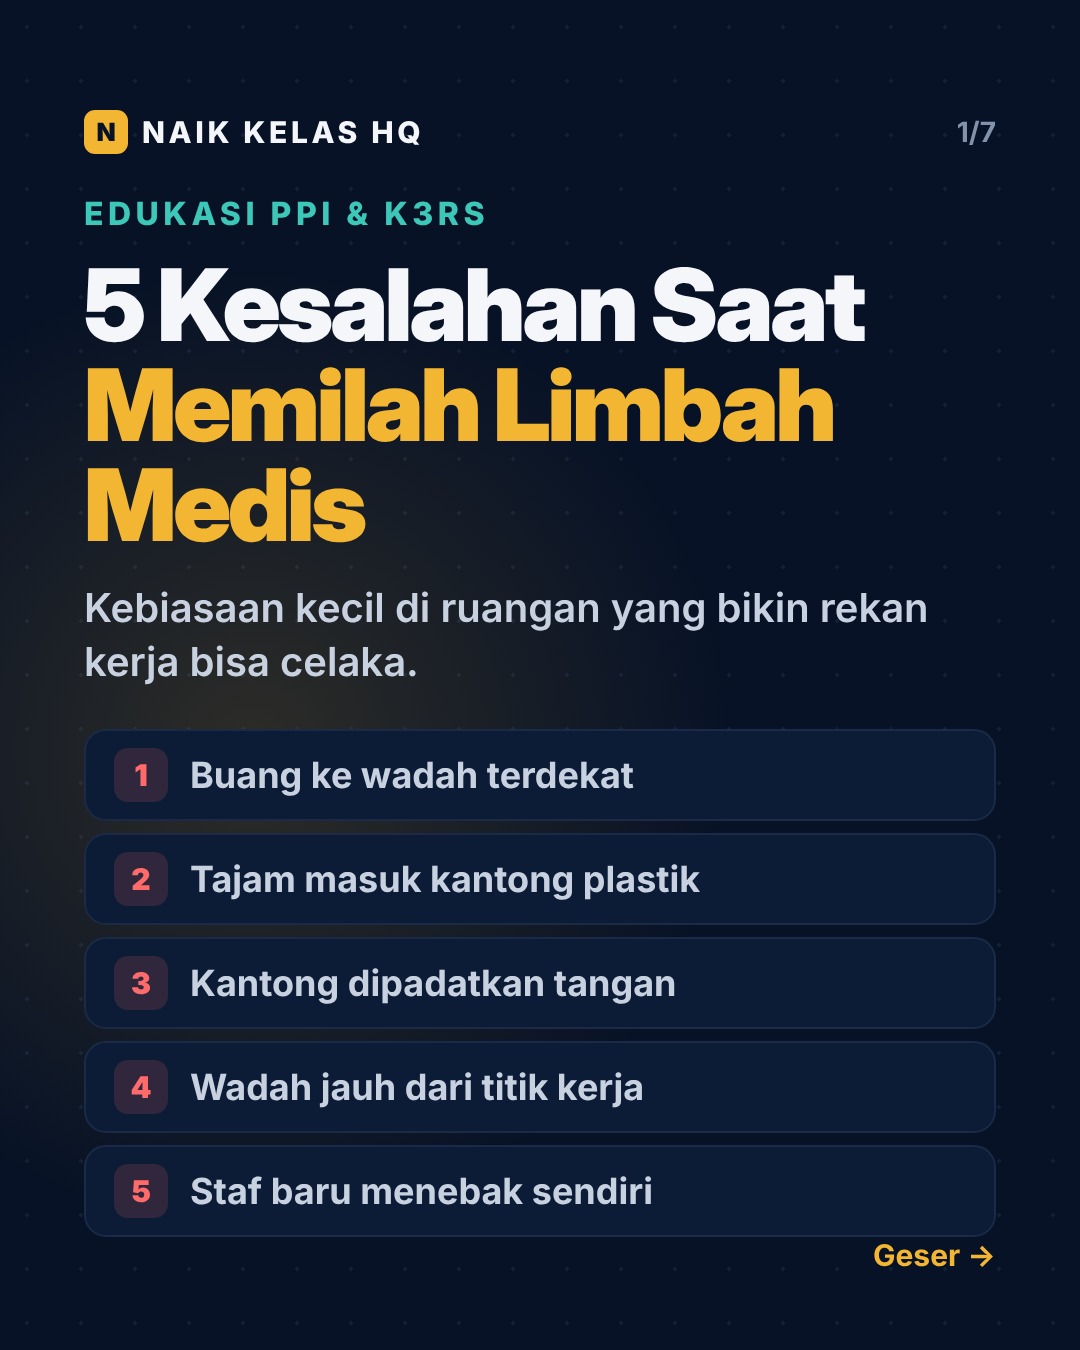 N NAIK KELAS HQ
1/7
EDUKASI PPI & K3RS
5 Kesalahan Saat
Memilah Limbah
Medis
Kebiasaan kecil di ruangan yang bikin rekan
kerja bisa celaka.
1 Buang ke wadah terdekat
2 Tajam masuk kantong plastik
3 Kantong dipadatkan tangan
4 Wadah jauh dari titik kerja
5 Staf baru menebak sendiri
Geser →